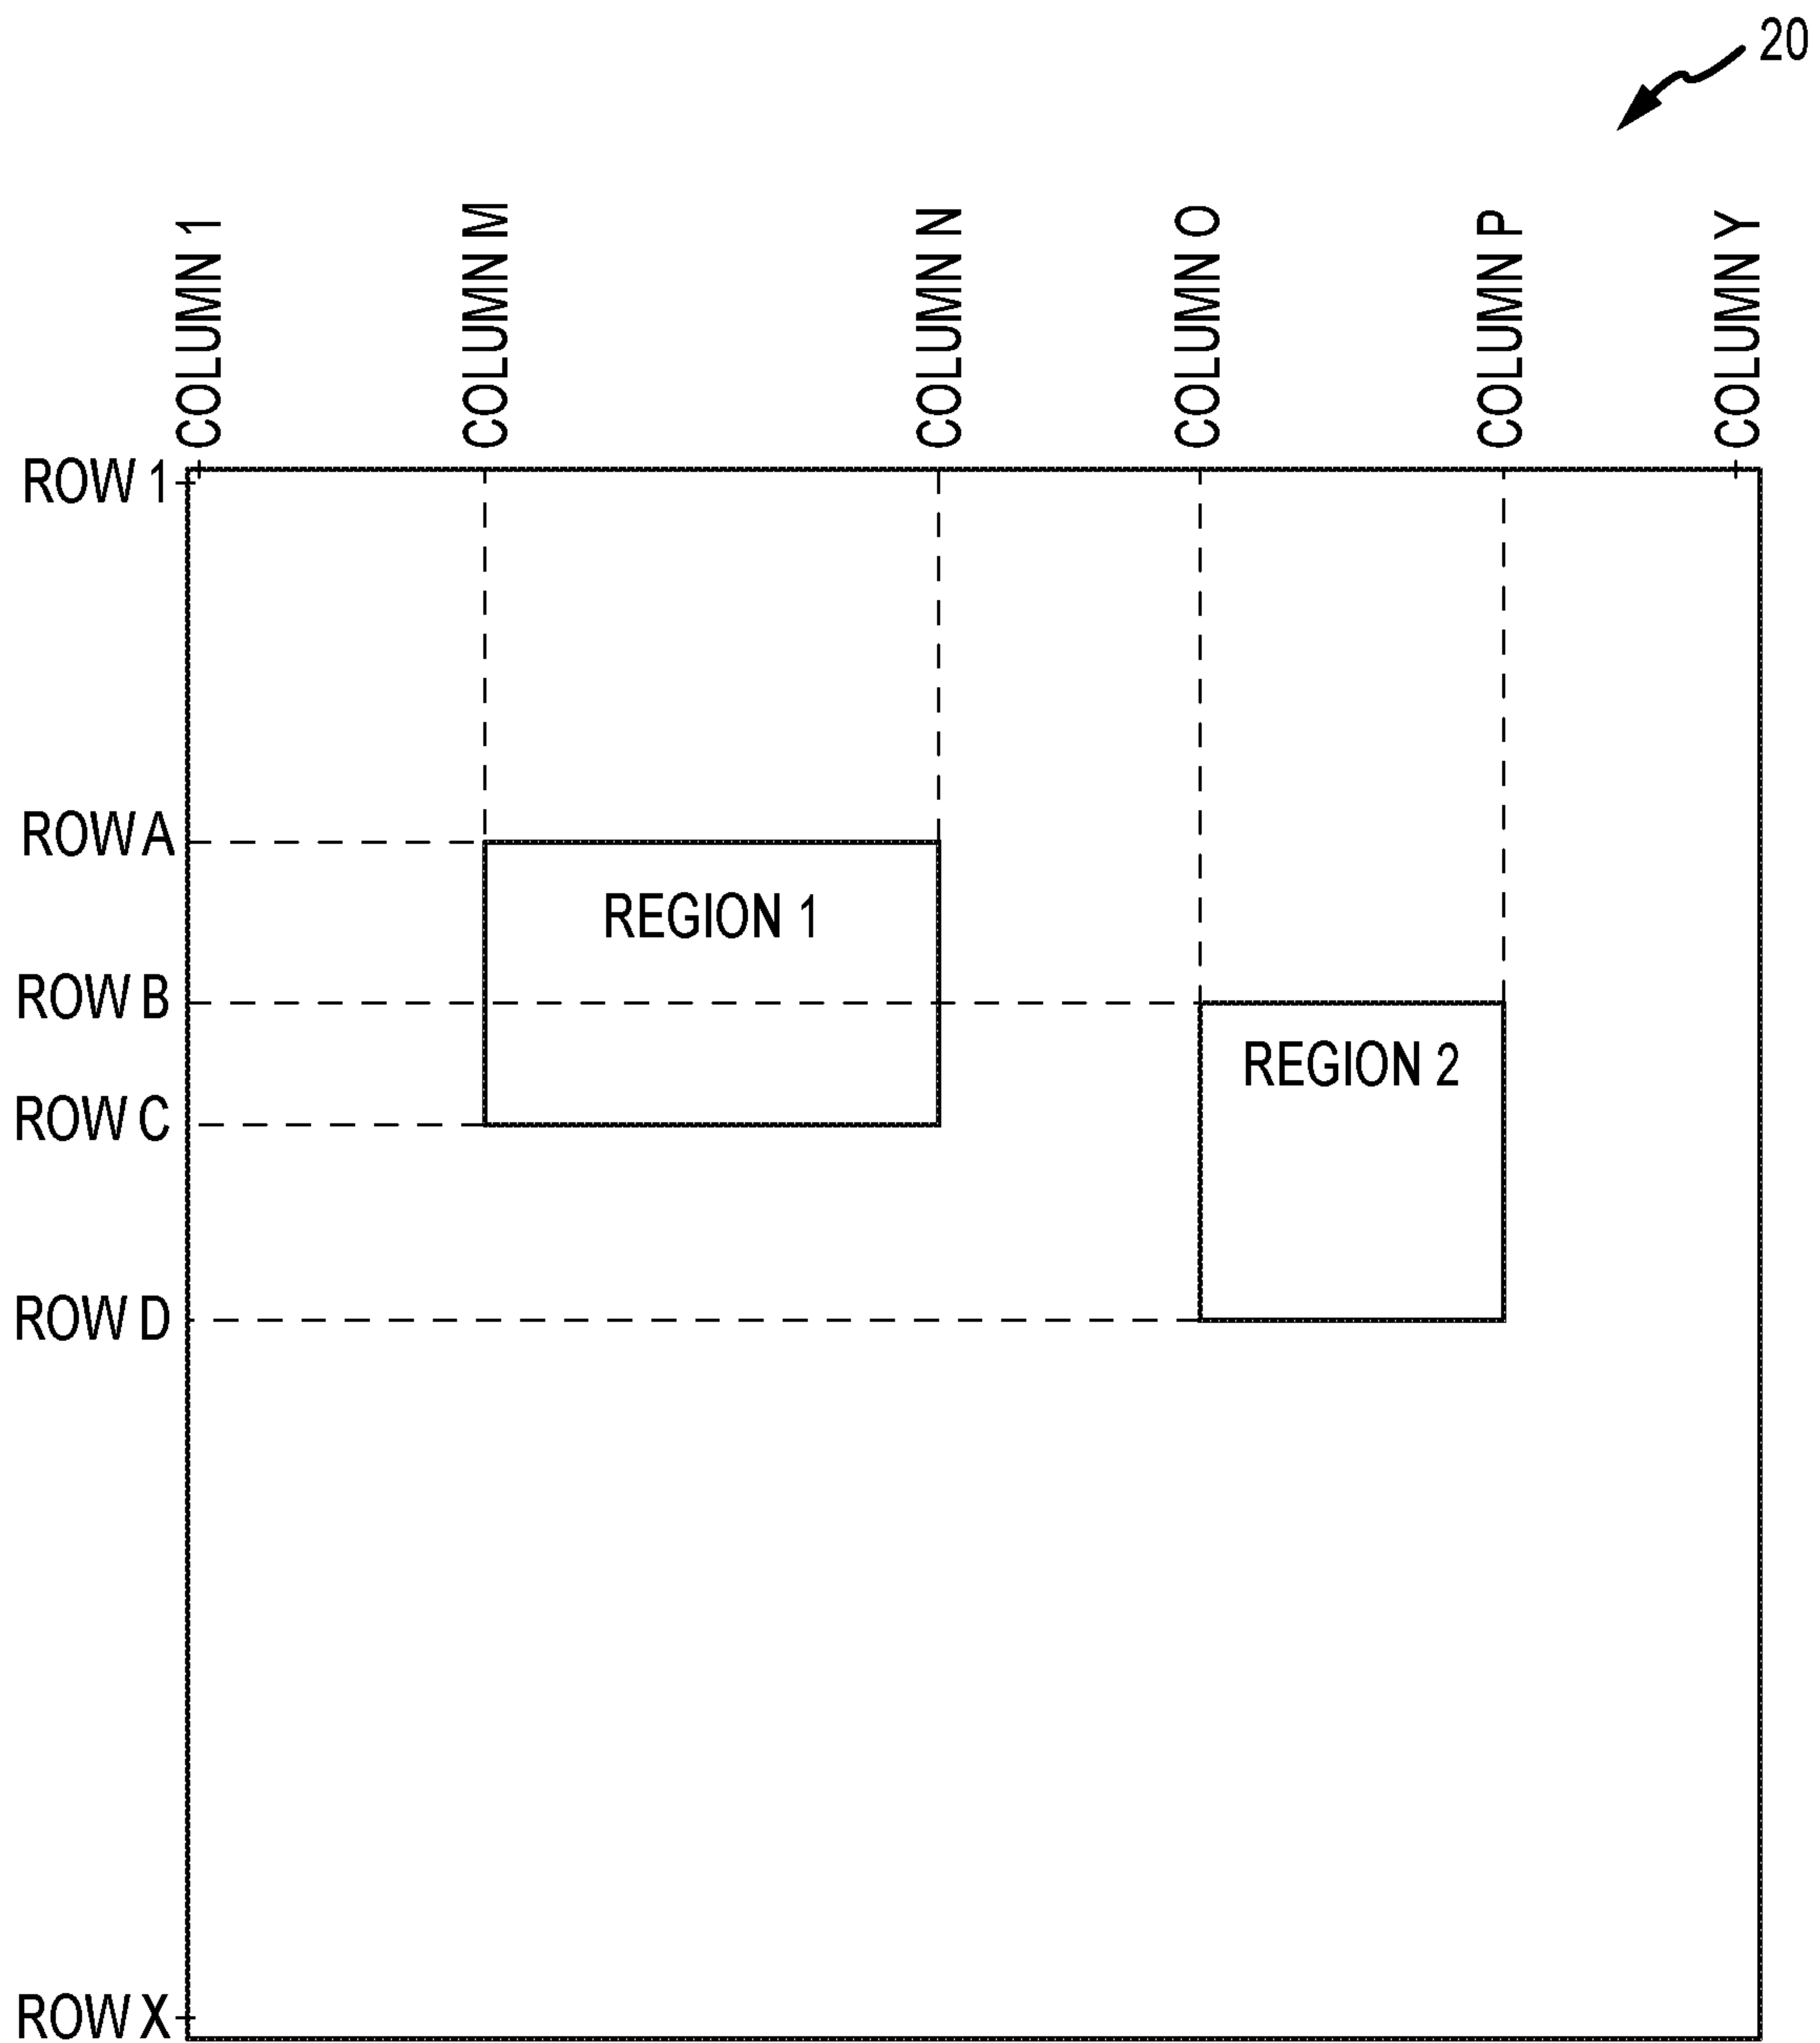 20
COLUMN 1
COLUMN M
COLUMN N
COLUMN O
COLUMN P
COLUMN Y
ROW 1
ROW A
REGION 1
ROW B
REGION 2
ROW C
ROW D
ROW X